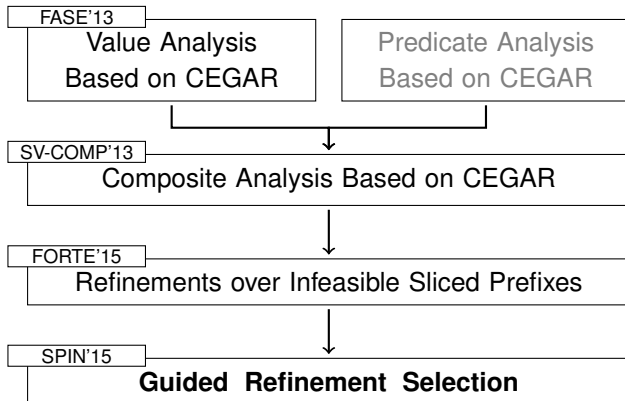 FASE'13
Value Analysis
Based on CEGAR
Predicate Analysis
Based on CEGAR
SV-COMP'13
Composite Analysis Based on CEGAR
FORTE'15
Refinements over Infeasible Sliced Prefixes
SPIN'15
Guided Refinement Selection